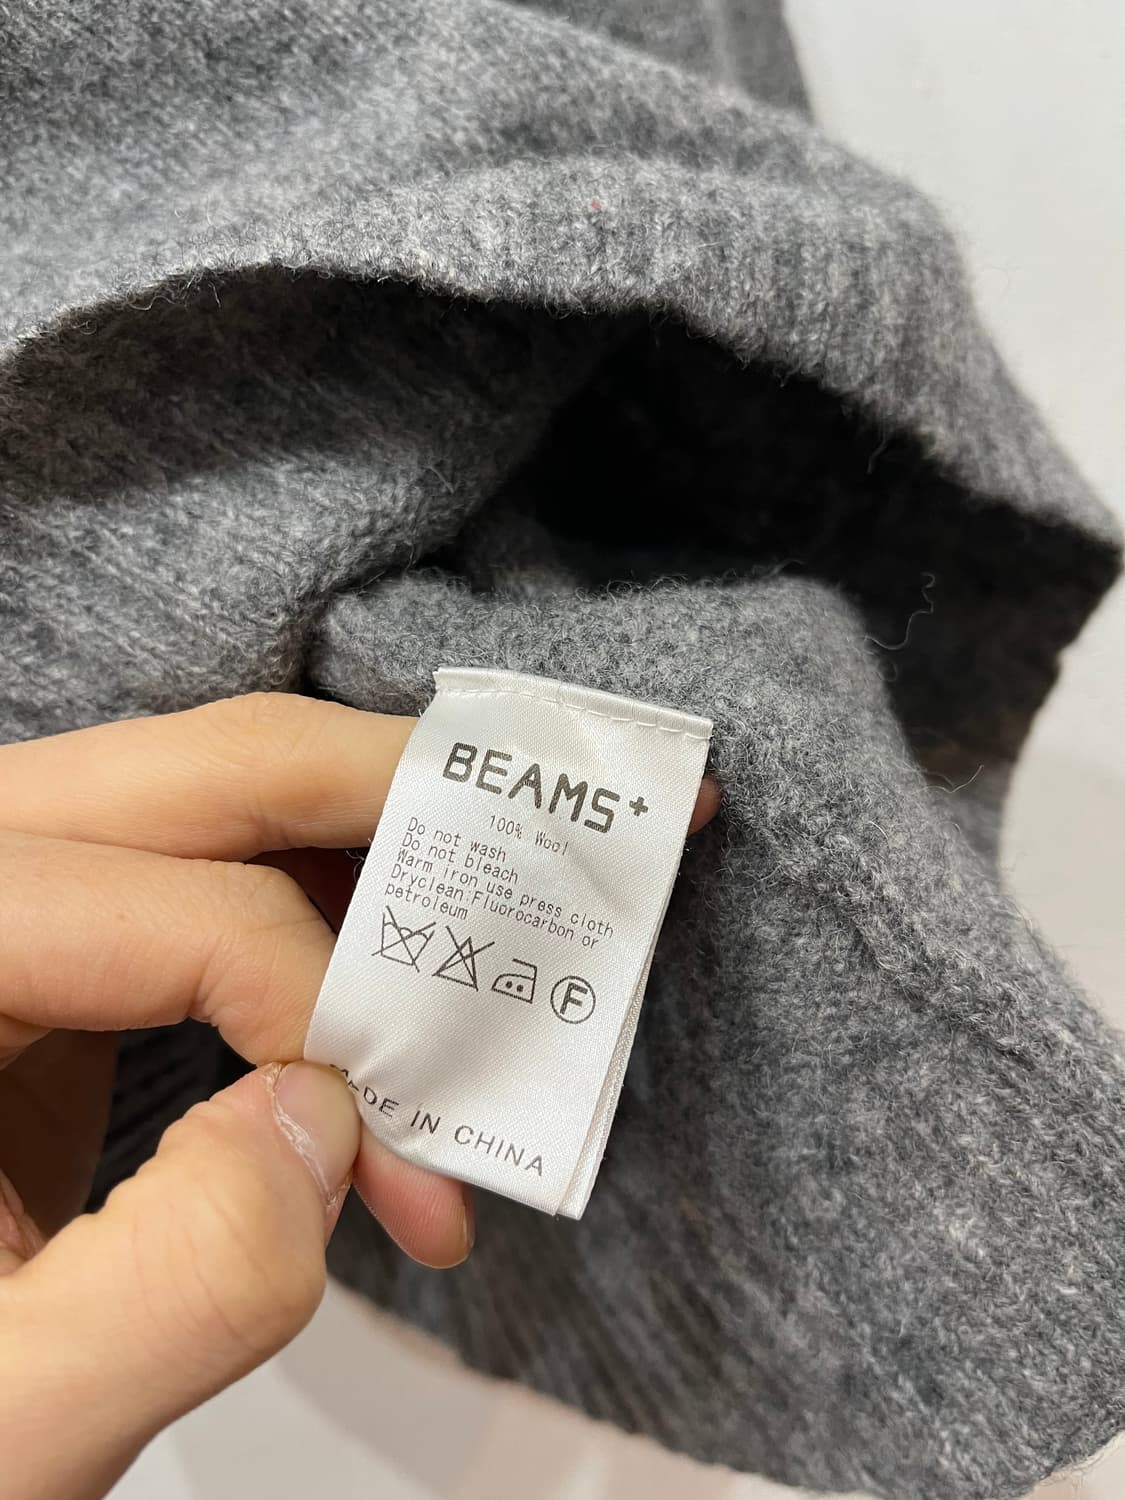 BEAMS+
100% Wool
Do not wash
Do not bleach
Warm iron use press cloth
Dryclean:Fluorocarbon or
petroleum
F
MADE IN CHINA